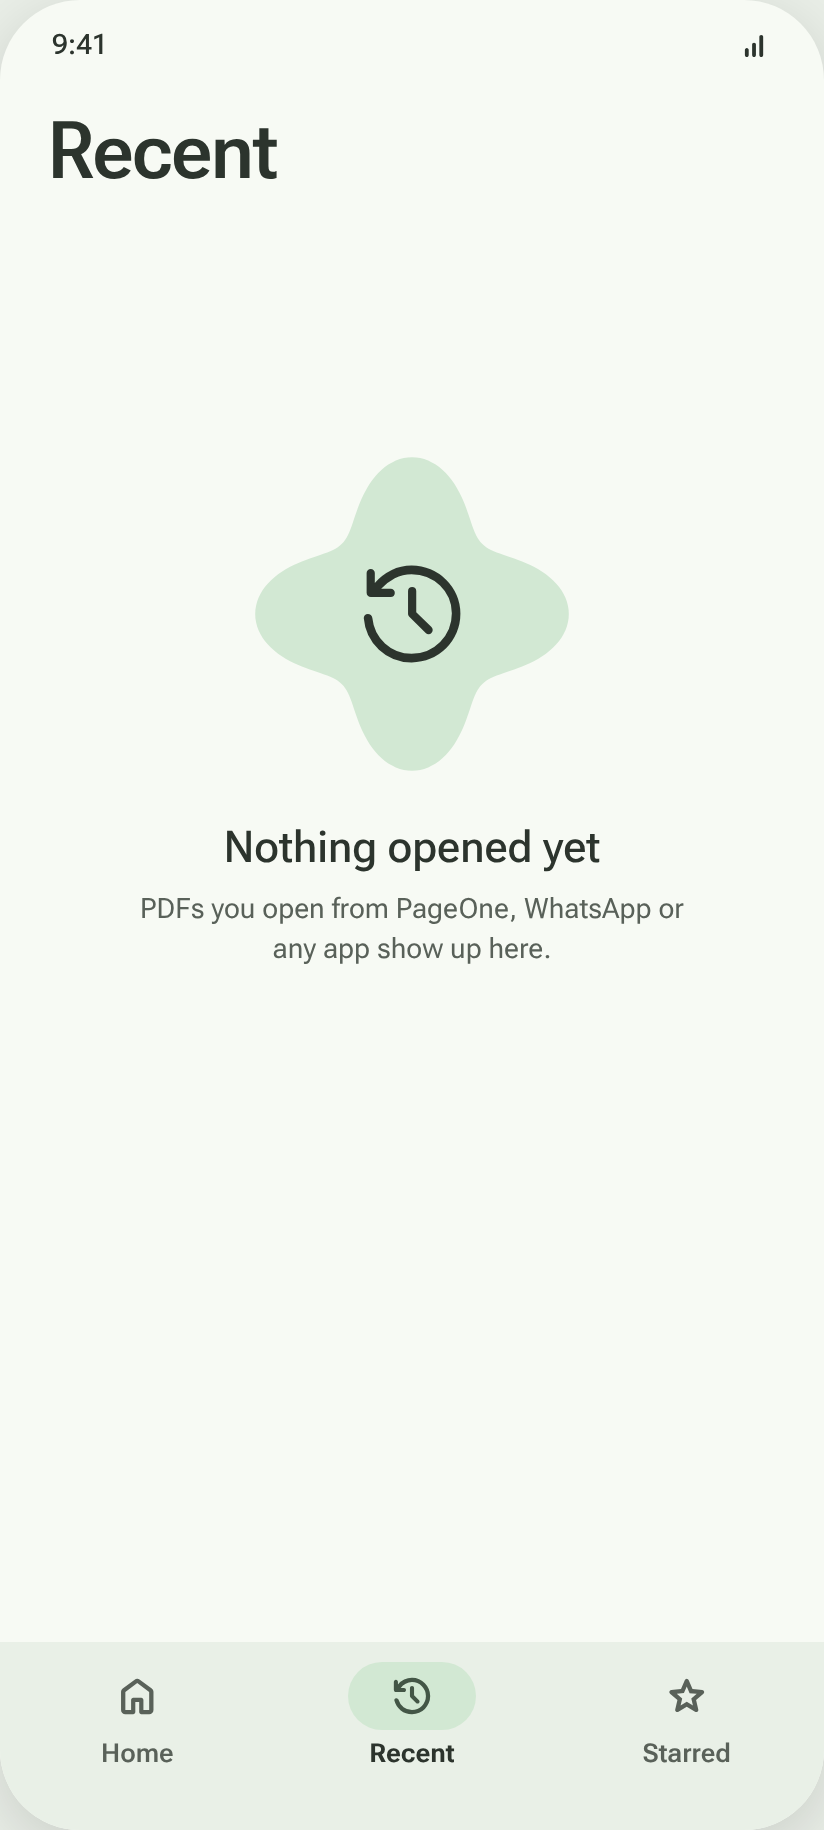 9:41
Recent
Nothing opened yet
PDFs you open from PageOne, WhatsApp or
any app show up here.
Home
Recent
Starred